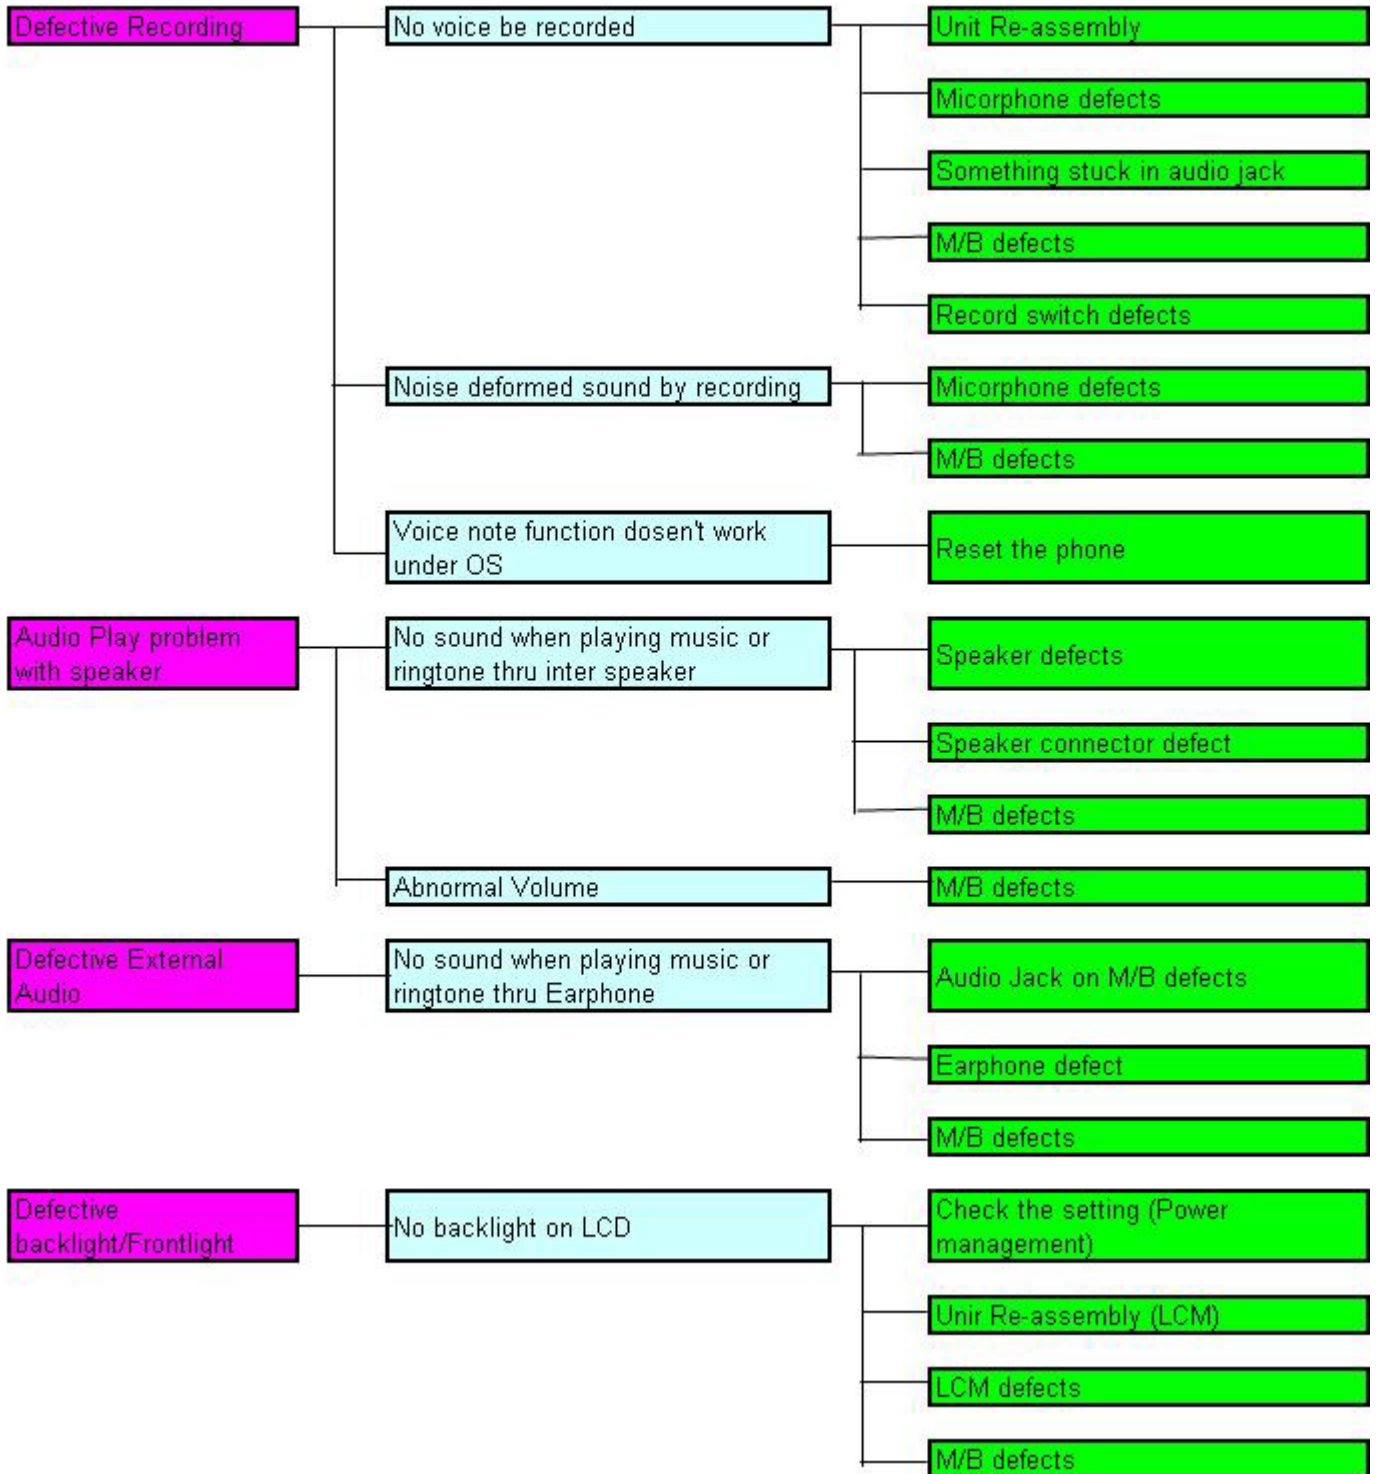 Defective Recording
No voice be recorded
Unit Re-assembly
Micorphone defects
Something stuck in audio jack
M/B defects
Record switch defects
Noise deformed sound by recording
Micorphone defects
M/B defects
Voice note function dosen't work
under OS
Reset the phone
Audio Play problem
with speaker
No sound when playing music or
ringtone thru inter speaker
Speaker defects
Speaker connector defect
M/B defects
Abnormal Volume
M/B defects
Defective External
Audio
No sound when playing music or
ringtone thru Earphone
Audio Jack on M/B defects
Earphone defect
M/B defects
Defective
backlight/Frontlight
No backlight on LCD
Check the setting (Power
management)
Unir Re-assembly (LCM)
LCM defects
M/B defects